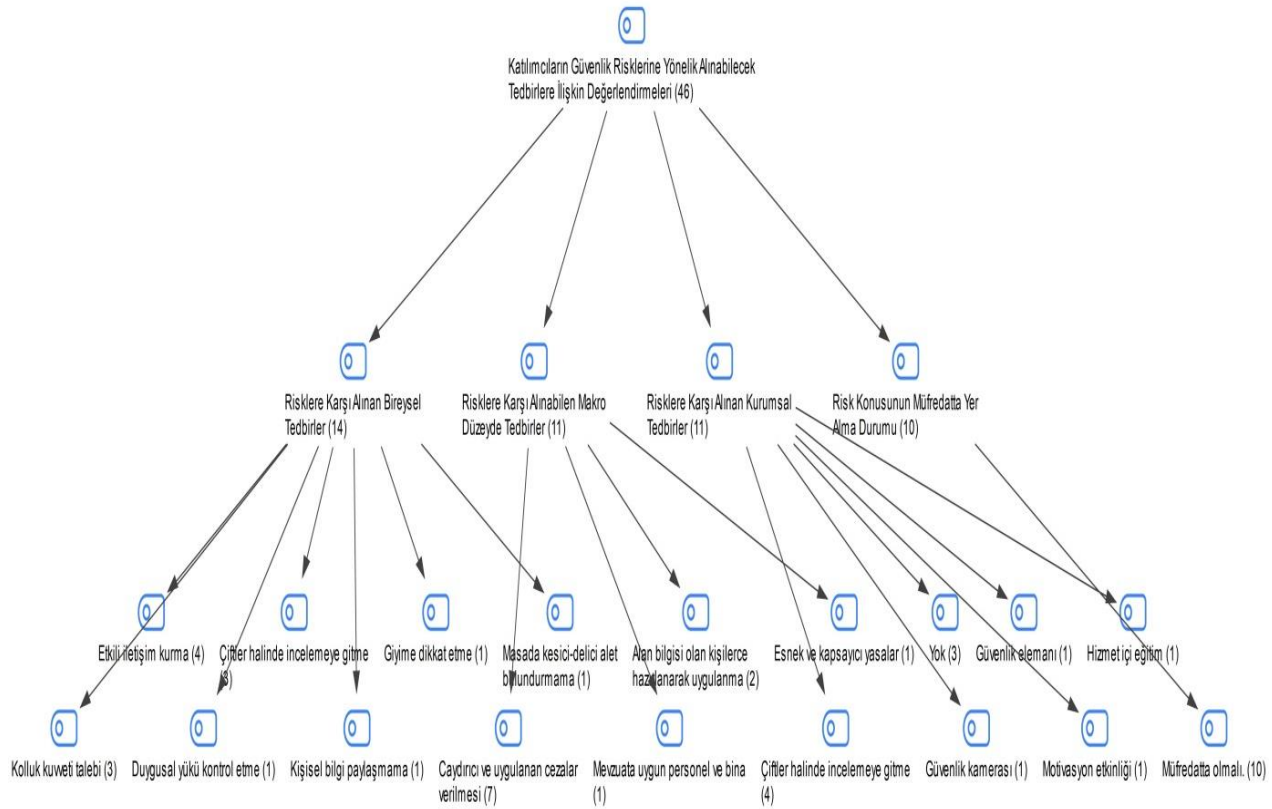 Katılımcıların Güvenlik Risklerine Yönelik Alınabilecek
Tedbirlere İlişkin Değerlendirmeleri (46)
Risklere Karşı Alınan Bireysel
Tedbirler (14)
Risklere Karşı Alınabilen Makro
Düzeyde Tedbirler (11)
Risklere Karşı Alınan Kurumsal
Tedbirler (11)
Risk Konusunun Müfredatta Yer
Alma Durumu (10)
Etkili iletişim kurma (4)
Çiftler halinde incelemeye gitme
(3)
Giyime dikkat etme (1)
Masada kesici-delici alet
bulundurmama (1)
Alan bilgisi olan kişilerce
hazırlanarak uygulanma (2)
Esnek ve kapsayıcı yasalar (1)
Yok (3)
Güvenlik elemanı (1)
Hizmet içi eğitim (1)
Kolluk kuvveti talebi (3)
Duygusal yükü kontrol etme (1)
Kişisel bilgi paylaşmama (1)
Caydırıcı ve uygulanan cezalar
verilmesi (7)
Mevzuata uygun personel ve bina
(1)
Çiftler halinde incelemeye gitme
(4)
Güvenlik kamerası (1)
Motivasyon etkinliği (1)
Müfredatta olmalı. (10)